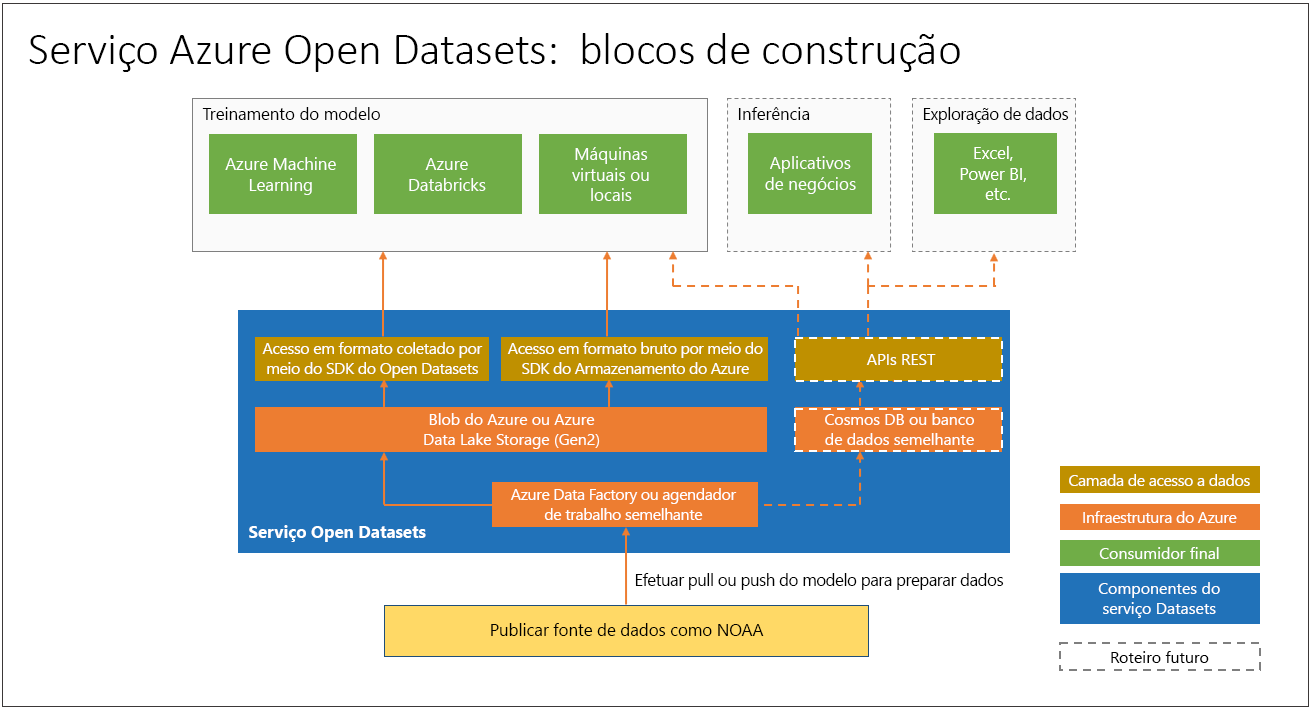 Serviço Azure Open Datasets:  blocos de construção
Treinamento do modelo
Azure Machine
Learning
Azure
Databricks
Máquinas
virtuais ou
locais
Inferência
Aplicativos
de negócios
Exploração de dados
Excel,
Power BI,
etc.
Acesso em formato coletado por
meio do SDK do Open Datasets
Acesso em formato bruto por meio do
SDK do Armazenamento do Azure
APIs REST
Blob do Azure ou Azure
Data Lake Storage (Gen2)
Cosmos DB ou banco
de dados semelhante
Azure Data Factory ou agendador
de trabalho semelhante
Serviço Open Datasets
Efetuar pull ou push do modelo para preparar dados
Publicar fonte de dados como NOAA
Camada de acesso a dados
Infraestrutura do Azure
Consumidor final
Componentes do
serviço Datasets
Roteiro futuro